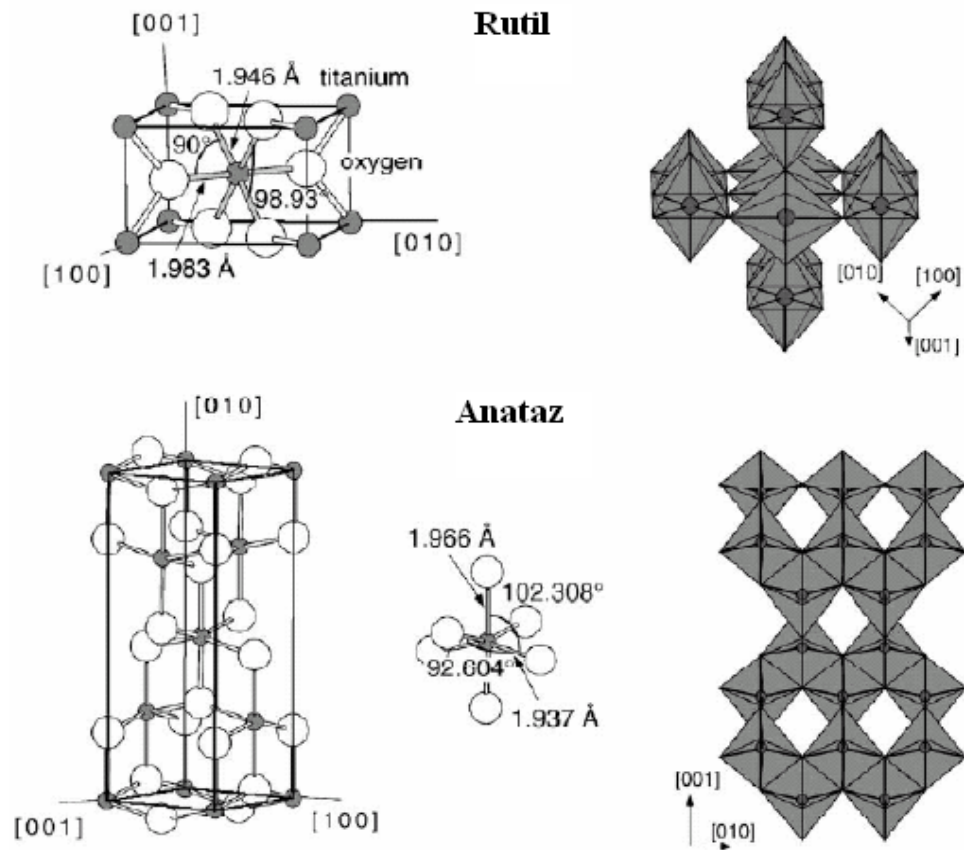 Rutil
[001]
1.946 Å
titanium
90°
oxygen
98.93°
[010]
[100]
1.983 Å
[010]
[100]
[001]
Anataz
[010]
1.966 Å
102.308°
92.604°
1.937 Å
[001]
[100]
[001]
[010]